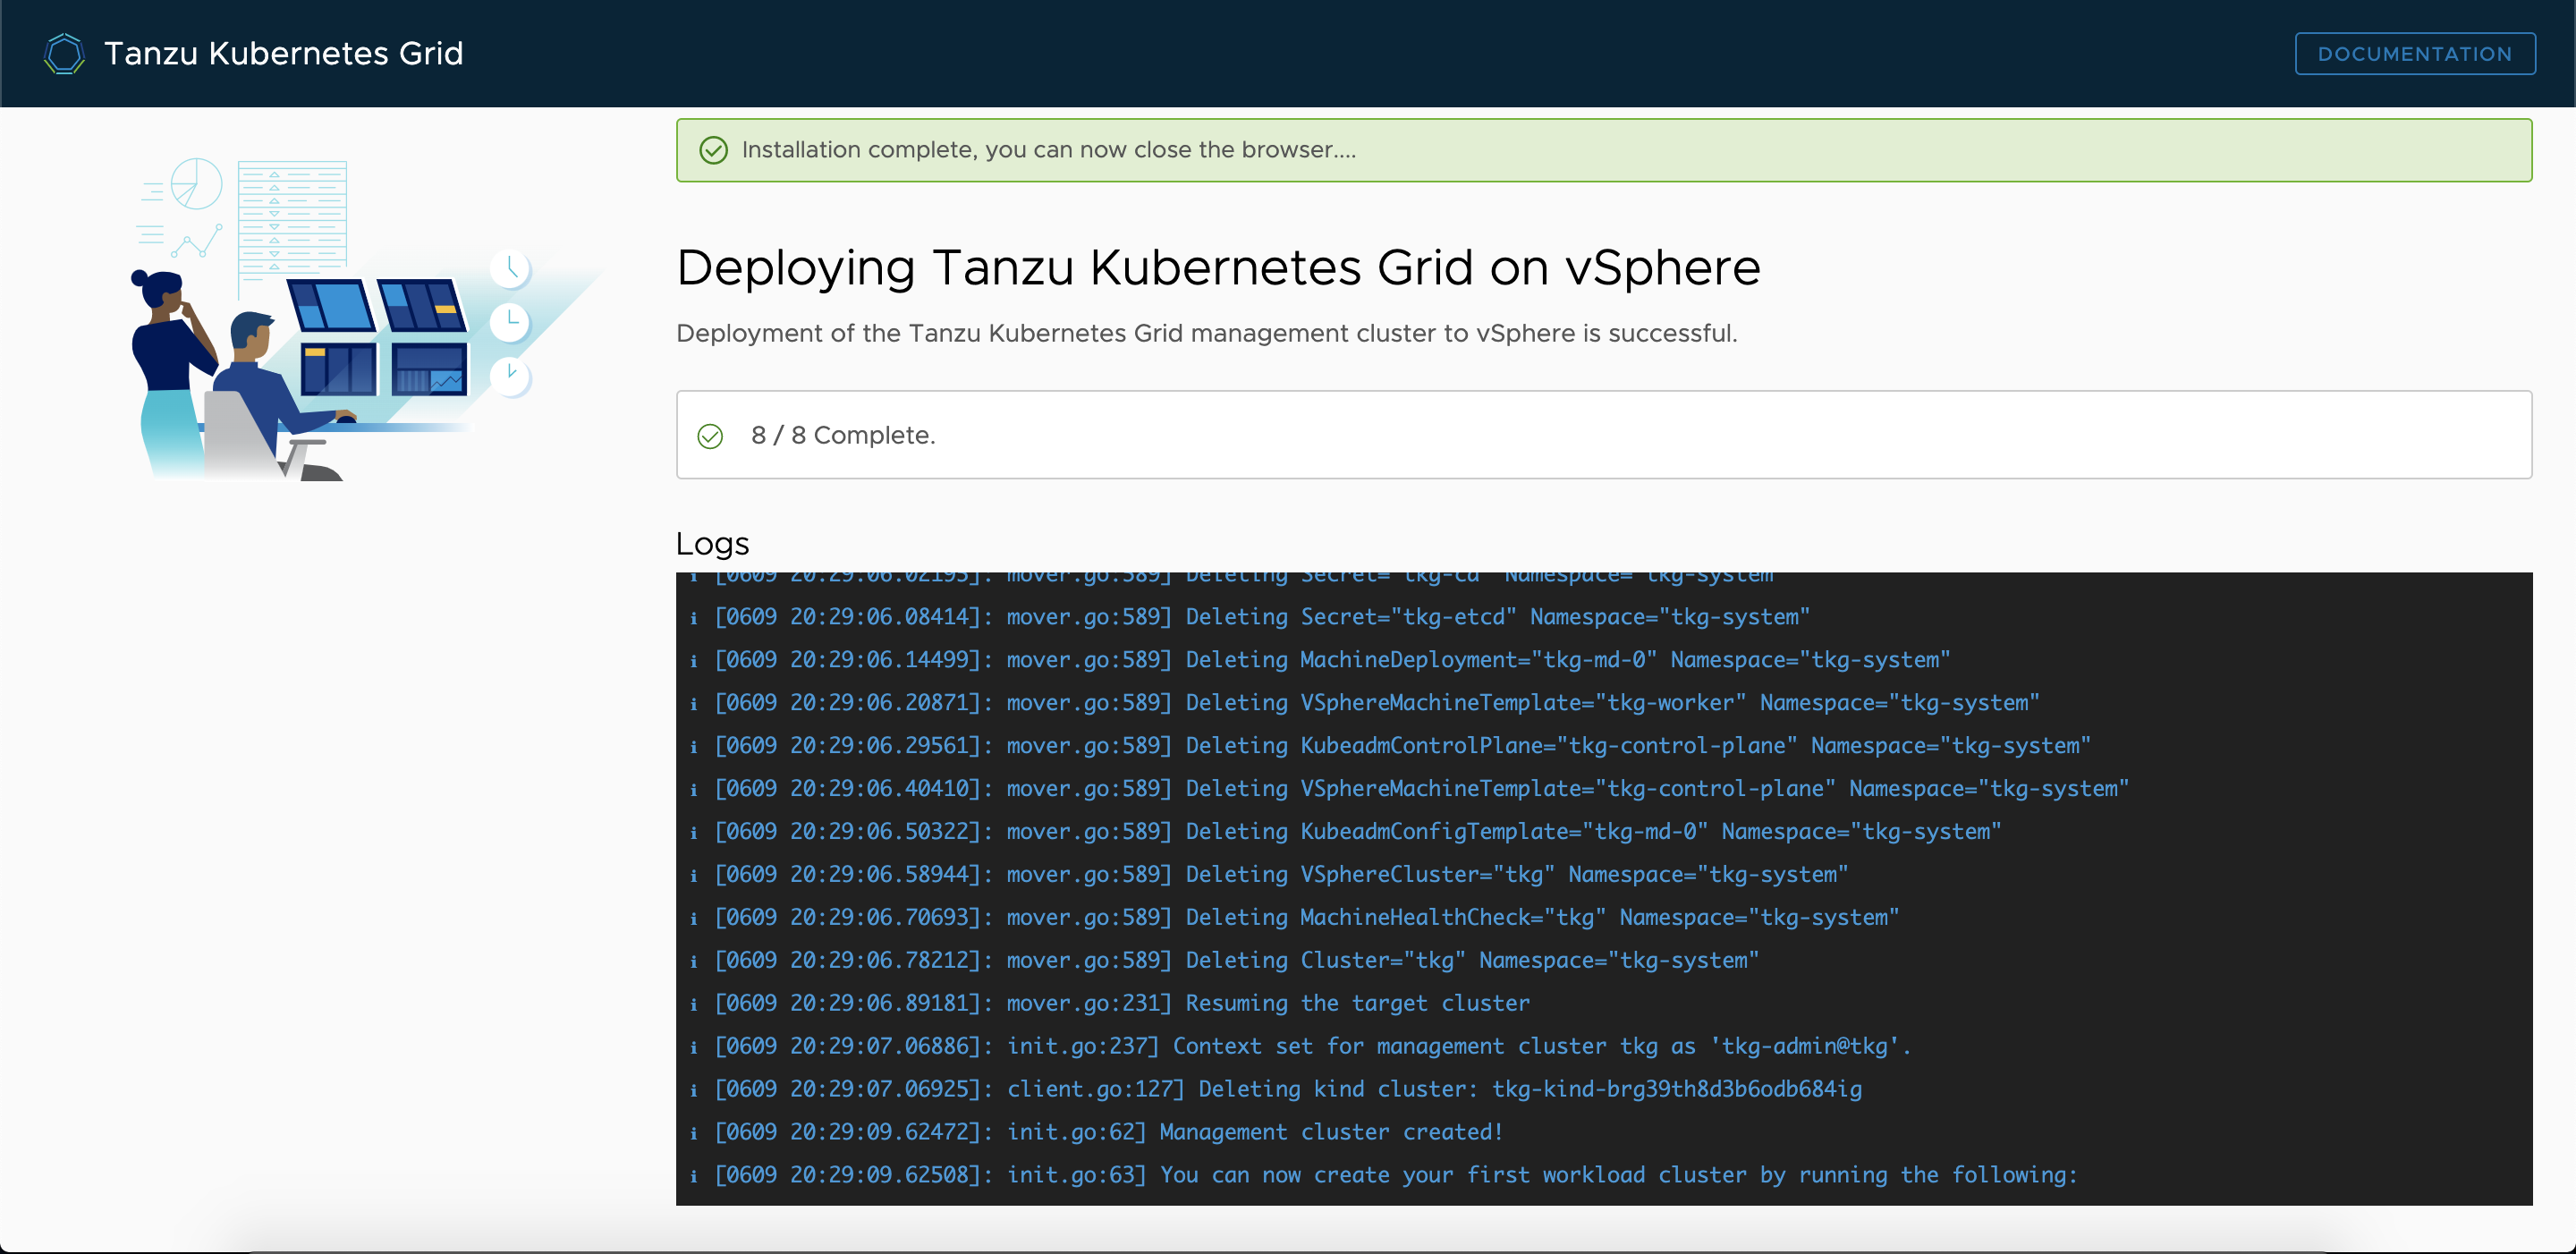 Tanzu Kubernetes Grid
DOCUMENTATION
Installation complete, you can now close the browser....
Deploying Tanzu Kubernetes Grid on vSphere
Deployment of the Tanzu Kubernetes Grid management cluster to vSphere is successful.
8 / 8 Complete.
Logs
i [0609 20:29:06.02195]: mover.go:589] Deleting Secret="tkg-ca" Namespace="tkg-system"
i [0609 20:29:06.08414]: mover.go:589] Deleting Secret="tkg-etcd" Namespace="tkg-system"
i [0609 20:29:06.14499]: mover.go:589] Deleting MachineDeployment="tkg-md-0" Namespace="tkg-system"
i [0609 20:29:06.20871]: mover.go:589] Deleting VSphereMachineTemplate="tkg-worker" Namespace="tkg-system"
i [0609 20:29:06.29561]: mover.go:589] Deleting KubeadmControlPlane="tkg-control-plane" Namespace="tkg-system"
i [0609 20:29:06.40410]: mover.go:589] Deleting VSphereMachineTemplate="tkg-control-plane" Namespace="tkg-system"
i [0609 20:29:06.50322]: mover.go:589] Deleting KubeadmConfigTemplate="tkg-md-0" Namespace="tkg-system"
i [0609 20:29:06.58944]: mover.go:589] Deleting VSphereCluster="tkg" Namespace="tkg-system"
i [0609 20:29:06.70693]: mover.go:589] Deleting MachineHealthCheck="tkg" Namespace="tkg-system"
i [0609 20:29:06.78212]: mover.go:589] Deleting Cluster="tkg" Namespace="tkg-system"
i [0609 20:29:06.89181]: mover.go:231] Resuming the target cluster
i [0609 20:29:07.06886]: init.go:237] Context set for management cluster tkg as 'tkg-admin@tkg'.
i [0609 20:29:07.06925]: client.go:127] Deleting kind cluster: tkg-kind-brg39th8d3b6odb684ig
i [0609 20:29:09.62472]: init.go:62] Management cluster created!
i [0609 20:29:09.62508]: init.go:63] You can now create your first workload cluster by running the following: